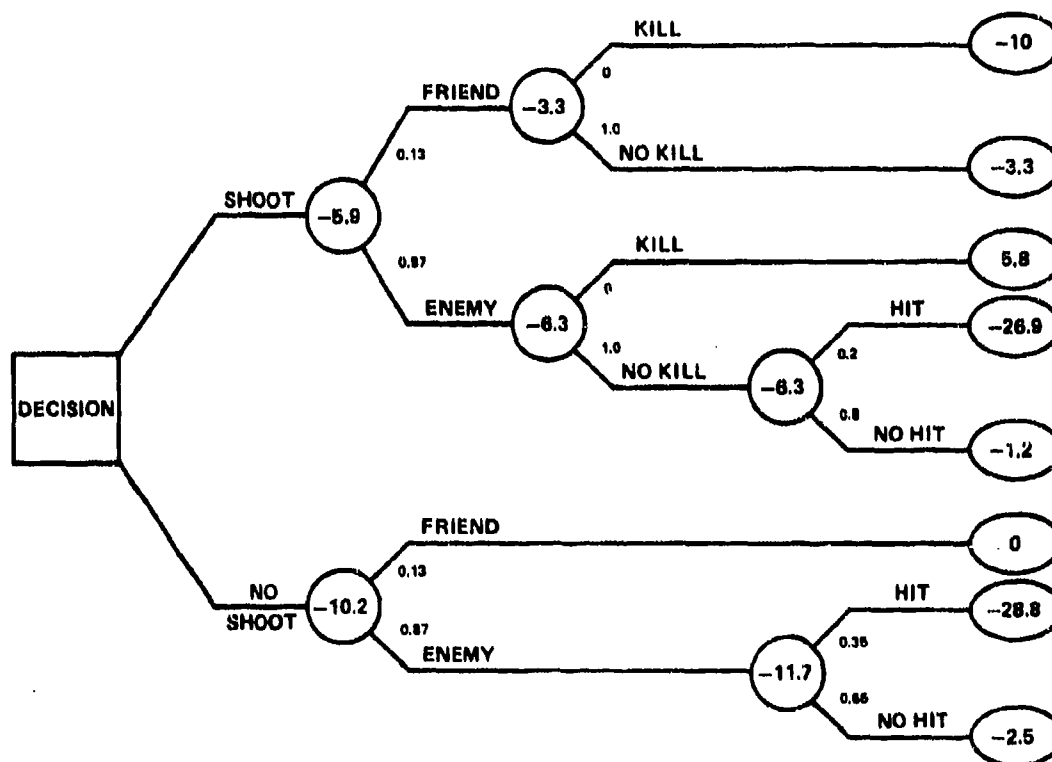 KILL
−10
0
FRIEND
−3.3
0.13
1.0
NO KILL
−3.3
SHOOT
−5.9
KILL
5.8
0.87
0
ENEMY
−6.3
HIT
−26.9
1.0
0.2
NO KILL
−6.3
DECISION
0.8
NO HIT
−1.2
FRIEND
0
0.13
NO
SHOOT
−10.2
HIT
−28.8
0.87
0.35
ENEMY
−11.7
0.65
NO HIT
−2.5